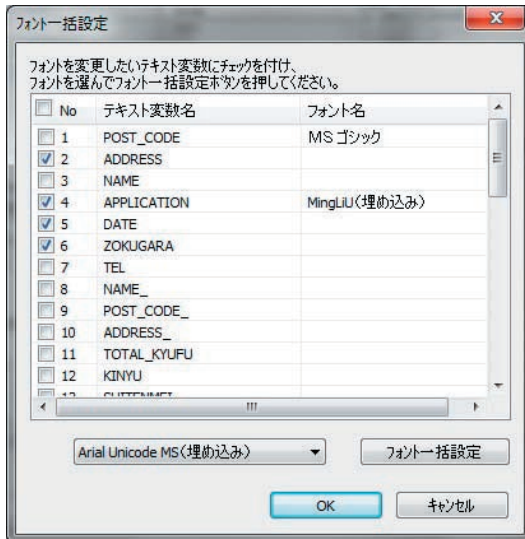 フォント一括設定
フォントを変更したいテキスト変数にチェックを付け、
フォントを選んでフォント一括設定ボタンを押してください。
No テキスト変数名 フォント名
1 POST_CODE ＭＳ ゴシック
2 ADDRESS
3 NAME
4 APPLICATION MingLiU(埋め込み)
5 DATE
6 ZOKUGARA
7 TEL
8 NAME_
9 POST_CODE_
10 ADDRESS_
11 TOTAL_KYUFU
12 KINYU
Arial Unicode MS(埋め込み) フォント一括設定
OK キャンセル